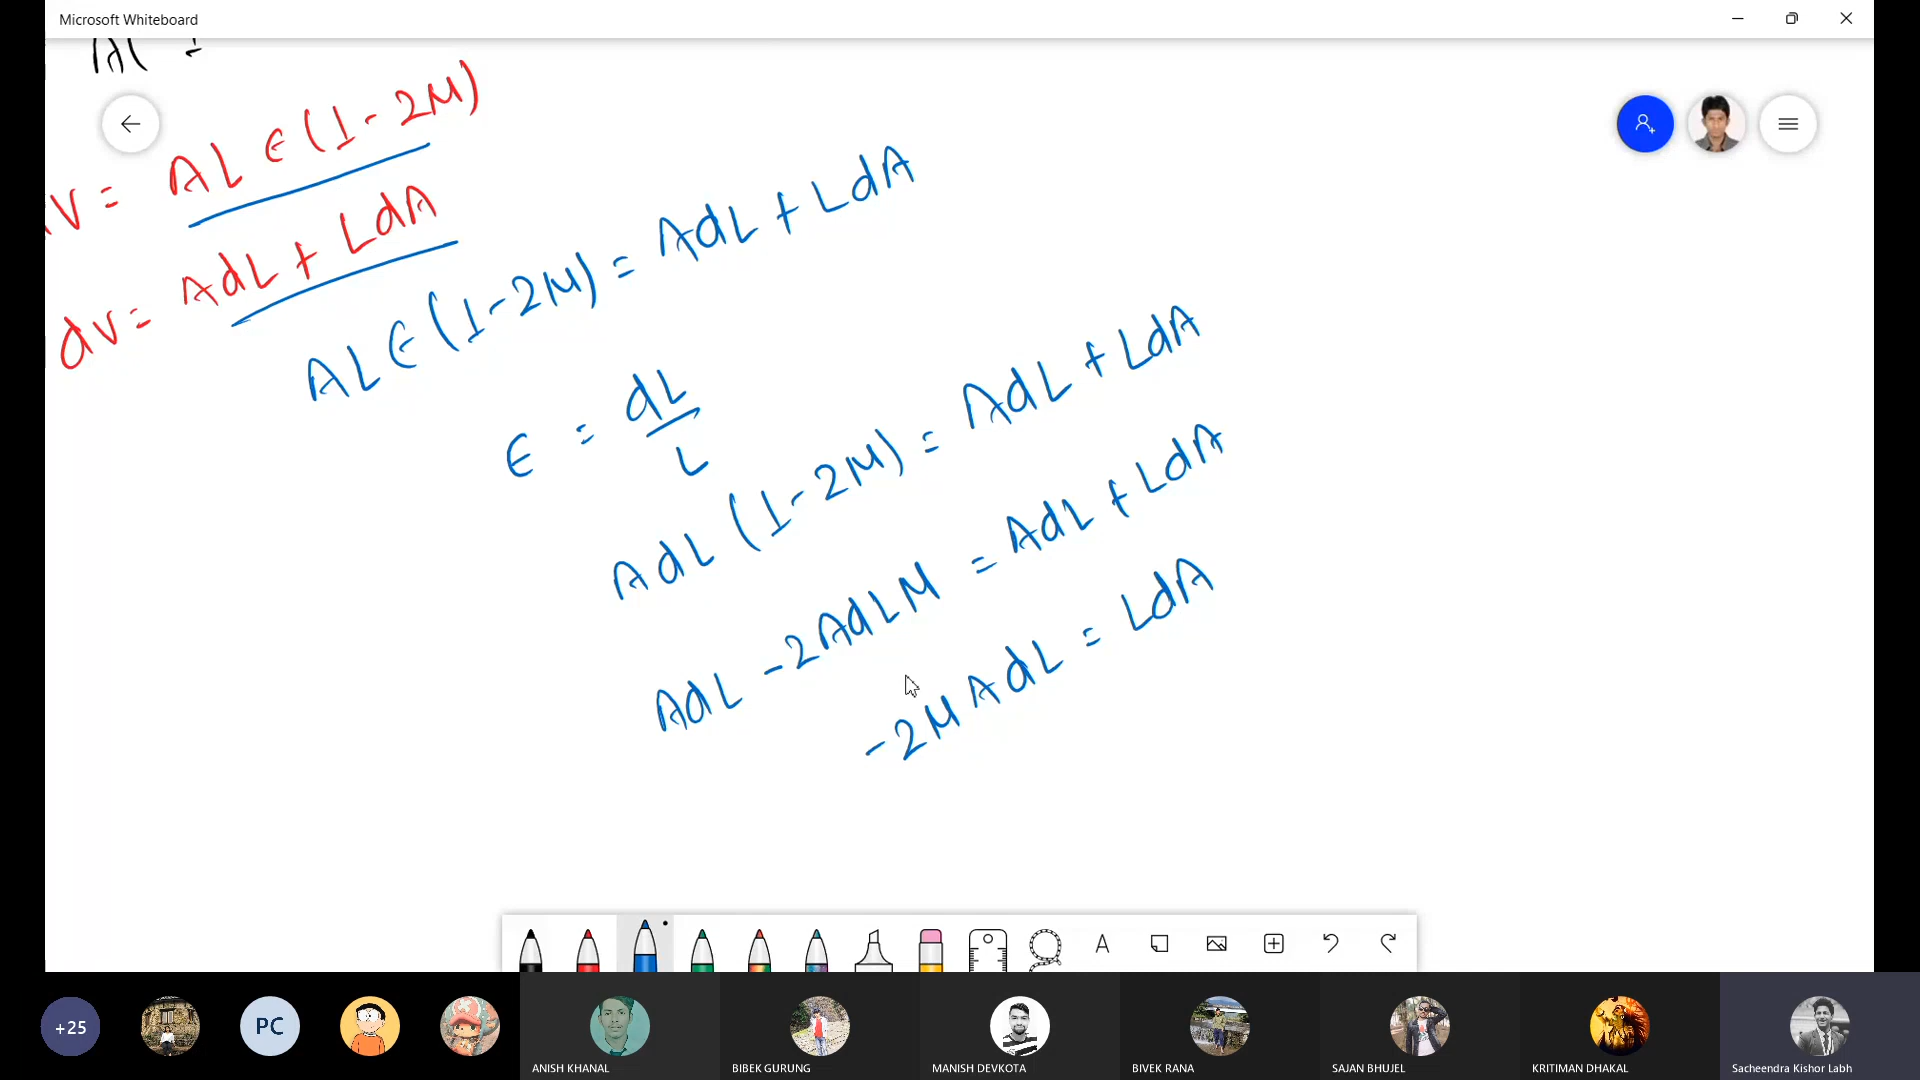 Microsoft Whiteboard
dV = AL ϵ (1 - 2μ)
dV = AdL + LdA
AL ϵ (1 - 2μ) = AdL + LdA
ϵ = dL
L
AdL (1 - 2μ) = AdL + LdA
AdL - 2AdLμ = AdL + LdA
-2μ AdL = LdA
+25
PC
ANISH KHANAL
BIBEK GURUNG
MANISH DEVKOTA
BIVEK RANA
SAJAN BHUJEL
KRITIMAN DHAKAL
Sacheendra Kishor Labh